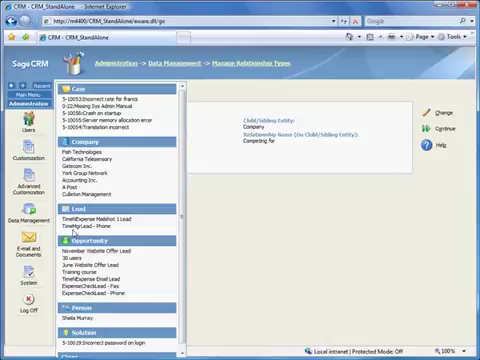 CRM - CRM_StandAlone - Internet Explorer
http://m4400/CRM_StandAlone/eware.dll/go
Google
CRM - CRM_StandAlone
Page
Tools
SageCRM
Administration -> Data Management -> Manage Relationship Types
Recent
Main Menu
Administration
Users
Customization
Advanced
Customization
Data Management
E-mail and
Documents
System
Log Off
Case
5-10053:Incorrect rate for francs
0-22:Missing Sys Admin Manual
5-10056:Crash on startup
5-10055:Server memory allocation error
5-10054:Translation incorrect
Company
Fish Technologies
California Telesensory
Gatecom Inc.
York Group Network
Accounting Inc.
A Post
Culleton Management
Lead
TimeNExpense Mailshot 1 Lead
TimeMgrLead - Phone
Opportunity
November Website Offer Lead
30 users
June Website Offer Lead
Training course
TimeNExpense Email Lead
ExpenseCheckLead - Fax
ExpenseCheckLead - Phone
Person
Sheila Murray
Solution
5-10019:Incorrect password on login
Child/Sibling Entity:
Company
Relationship Name (On Child/Sibling Entity):
Competing for
Change
Continue
Help
Local intranet | Protected Mode: Off